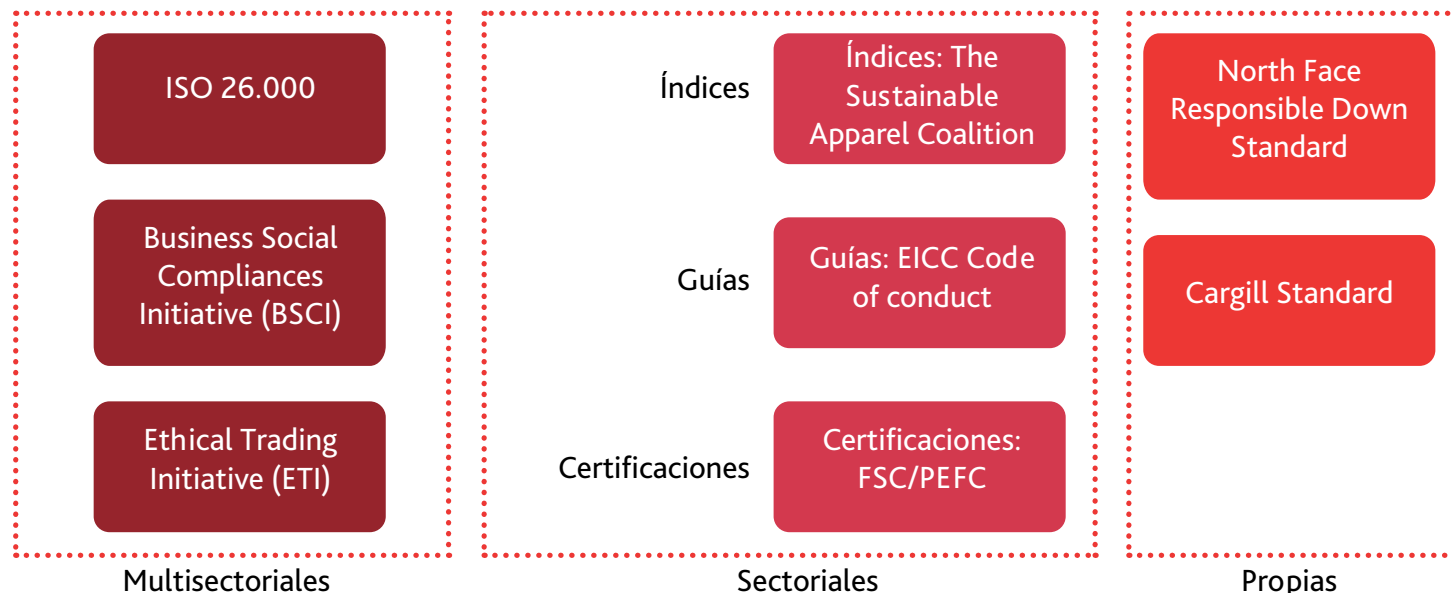 ISO 26.000
Business Social
Compliances
Initiative (BSCI)
Ethical Trading
Initiative (ETI)
Multisectoriales
Índices
Índices: The
Sustainable
Apparel Coalition
Guías
Guías: EICC Code
of conduct
Certificaciones
Certificaciones:
FSC/PEFC
Sectoriales
North Face
Responsible Down
Standard
Cargill Standard
Propias